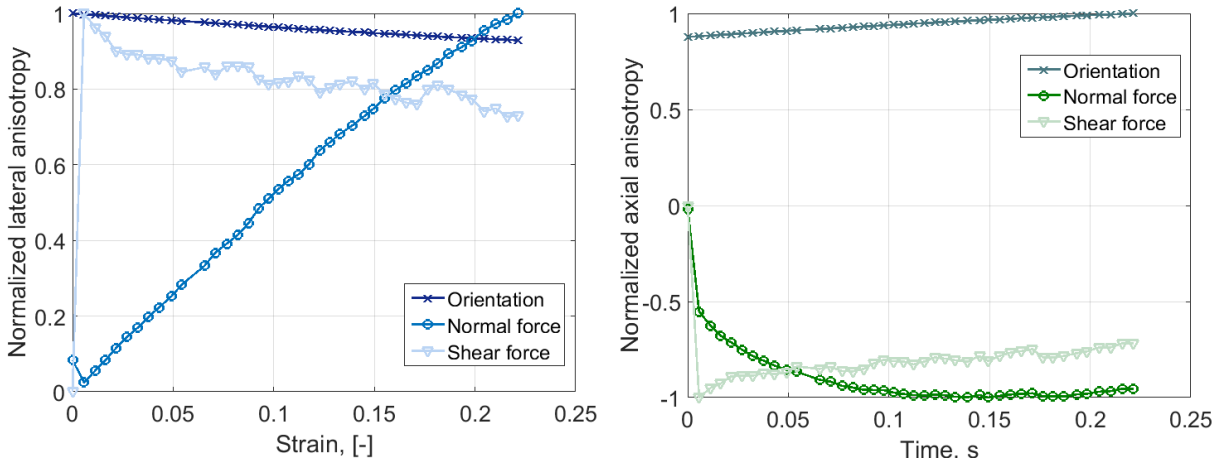 Normalized lateral anisotropy
1
0.8
0.6
0.4
0.2
0
0
0.05
0.1
0.15
0.2
0.25
Strain, [-]
Orientation
Normal force
Shear force
Normalized axial anisotropy
1
0.5
0
-0.5
-1
0
0.05
0.1
0.15
0.2
0.25
Time, s
Orientation
Normal force
Shear force